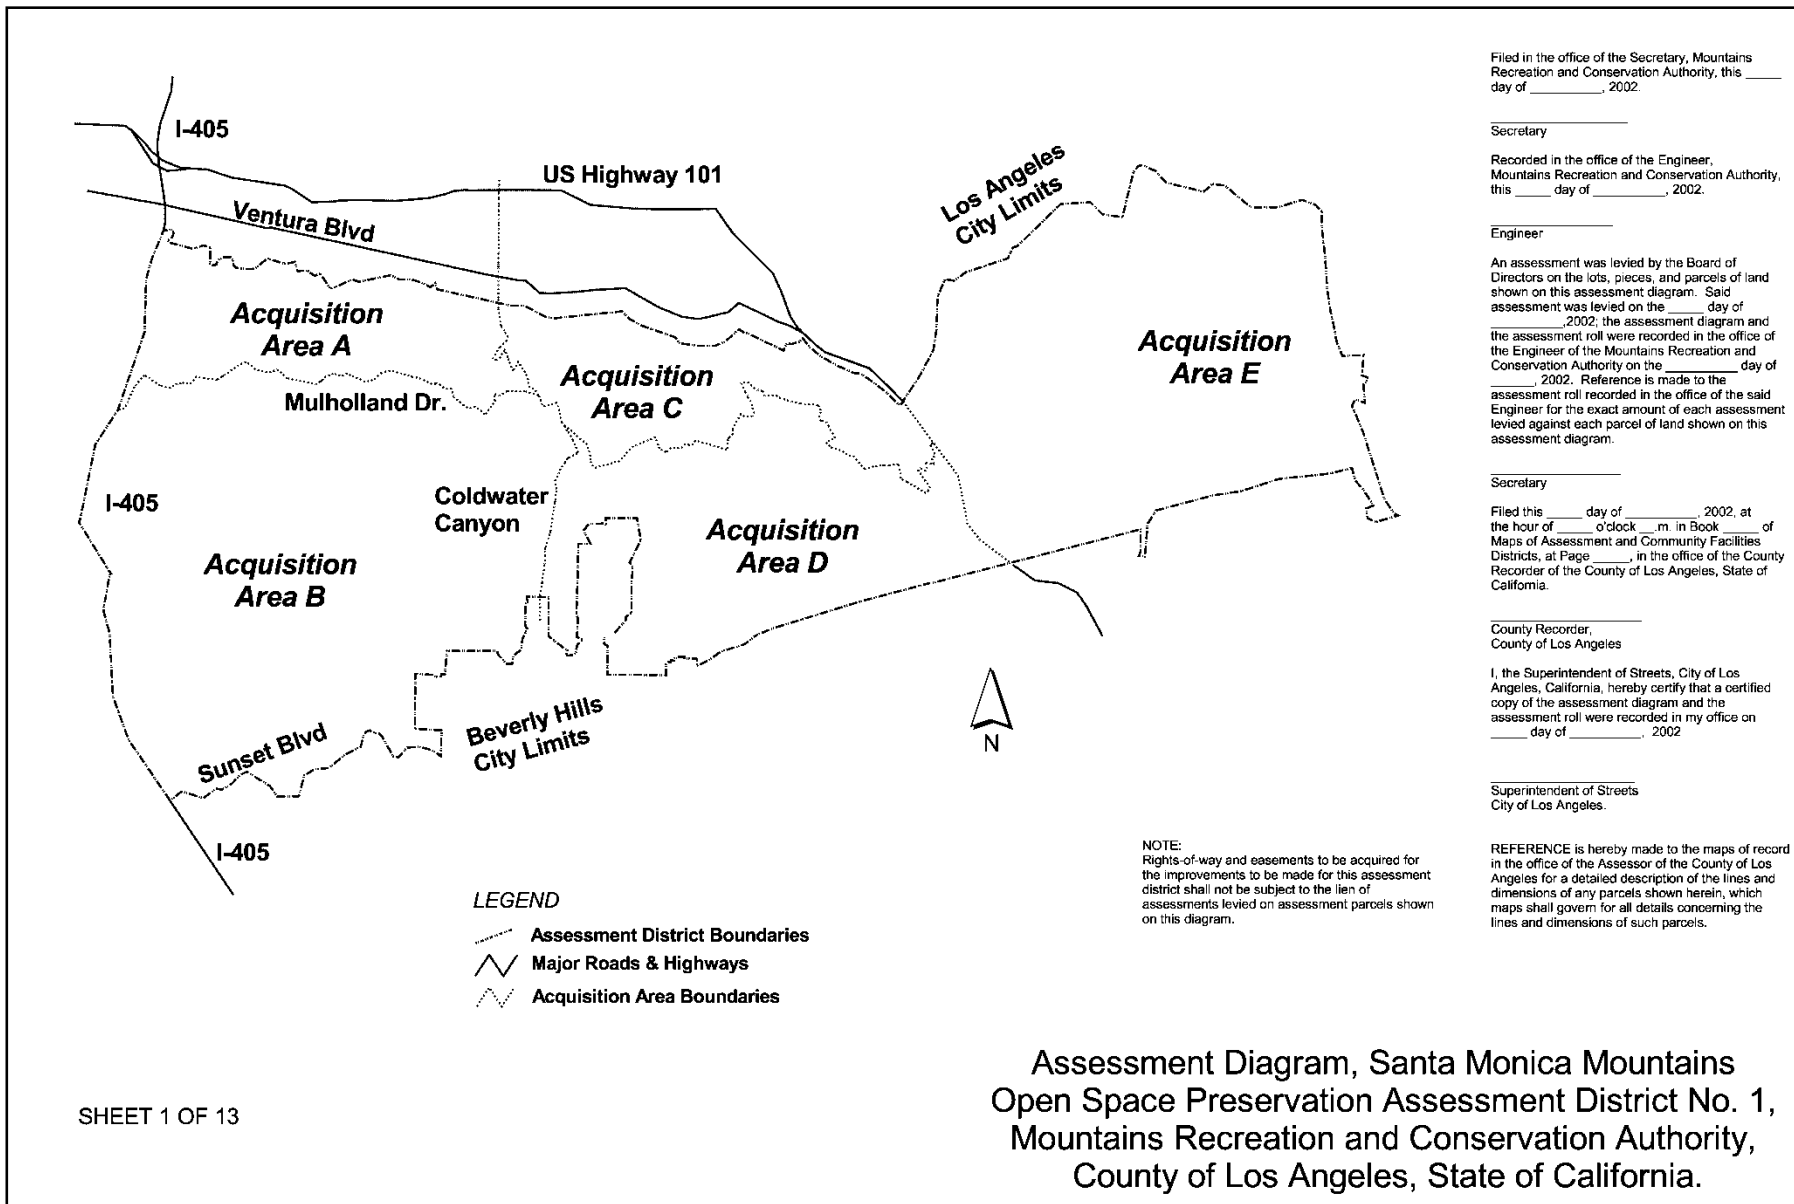 I-405
US Highway 101
Ventura Blvd
Los Angeles
City Limits
Acquisition
Area A
Mulholland Dr.
Acquisition
Area C
Acquisition
Area E
I-405
Coldwater
Canyon
Acquisition
Area B
Acquisition
Area D
Sunset Blvd
Beverly Hills
City Limits
N
I-405
LEGEND
Assessment District Boundaries
Major Roads & Highways
Acquisition Area Boundaries
NOTE:
Rights-of-way and easements to be acquired for
the improvements to be made for this assessment
district shall not be subject to the lien of
assessments levied on assessment parcels shown
on this diagram.
Filed in the office of the Secretary, Mountains
Recreation and Conservation Authority, this _____
day of __________, 2002.
Secretary
Recorded in the office of the Engineer,
Mountains Recreation and Conservation Authority,
this _____ day of __________, 2002.
Engineer
An assessment was levied by the Board of
Directors on the lots, pieces, and parcels of land
shown on this assessment diagram. Said
assessment was levied on the _____ day of
__________,2002; the assessment diagram and
the assessment roll were recorded in the office of
the Engineer of the Mountains Recreation and
Conservation Authority on the __________ day of
______, 2002. Reference is made to the
assessment roll recorded in the office of the said
Engineer for the exact amount of each assessment
levied against each parcel of land shown on this
assessment diagram.
Secretary
Filed this _____ day of __________, 2002, at
the hour of _____ o'clock __.m. in Book _____ of
Maps of Assessment and Community Facilities
Districts, at Page _____, in the office of the County
Recorder of the County of Los Angeles, State of
California.
County Recorder,
County of Los Angeles
I, the Superintendent of Streets, City of Los
Angeles, California, hereby certify that a certified
copy of the assessment diagram and the
assessment roll were recorded in my office on
_____ day of __________, 2002
Superintendent of Streets
City of Los Angeles.
REFERENCE is hereby made to the maps of record
in the office of the Assessor of the County of Los
Angeles for a detailed description of the lines and
dimensions of any parcels shown herein, which
maps shall govern for all details concerning the
lines and dimensions of such parcels.
SHEET 1 OF 13
Assessment Diagram, Santa Monica Mountains
Open Space Preservation Assessment District No. 1,
Mountains Recreation and Conservation Authority,
County of Los Angeles, State of California.